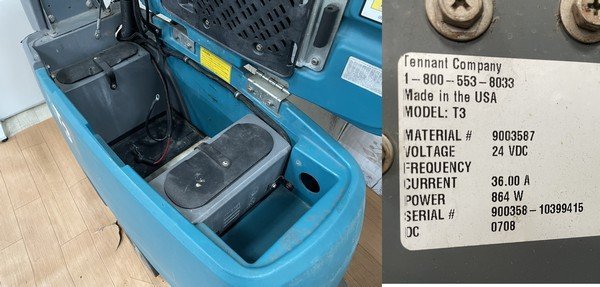 Tennant Company
1-800-553-8033
Made in the USA
MODEL: T3
MATERIAL # 9003587
VOLTAGE 24 VDC
FREQUENCY
CURRENT 36.00 A
POWER 864 W
SERIAL # 900358-10399415
DC 0708